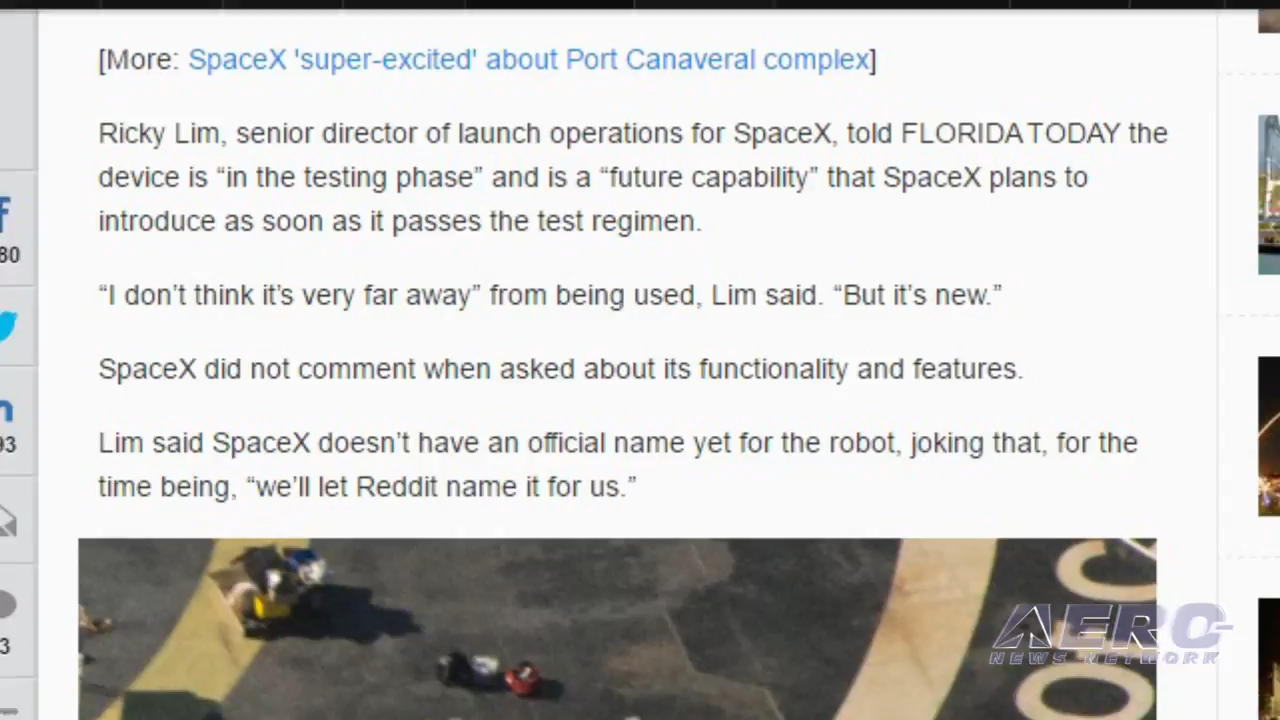 [More: SpaceX 'super-excited' about Port Canaveral complex]
Ricky Lim, senior director of launch operations for SpaceX, told FLORIDA TODAY the
device is “in the testing phase” and is a “future capability” that SpaceX plans to
introduce as soon as it passes the test regimen.
“I don’t think it’s very far away” from being used, Lim said. “But it’s new.”
SpaceX did not comment when asked about its functionality and features.
Lim said SpaceX doesn’t have an official name yet for the robot, joking that, for the
time being, “we’ll let Reddit name it for us.”
80
93
3
AERO
NEWS NETWORK